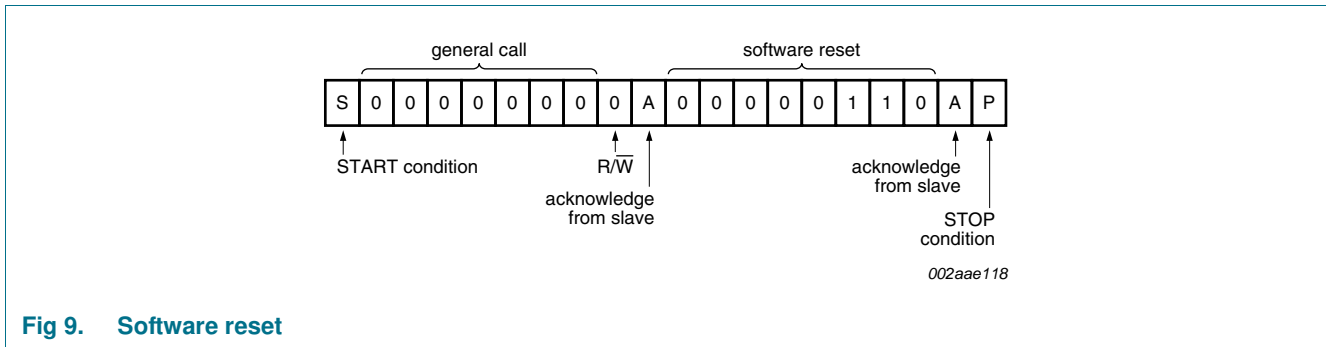 general call software reset
S 0 0 0 0 0 0 0 0 A 0 0 0 0 0 1 1 0 A P
START condition R/W̅ acknowledge from slave acknowledge from slave
STOP condition
002aae118
Fig 9. Software reset